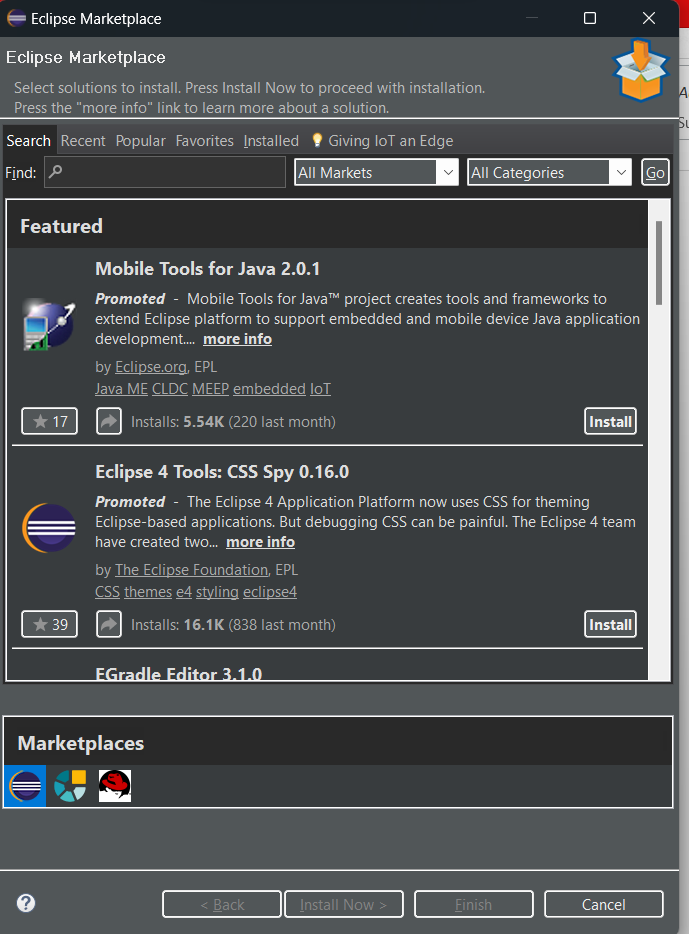 Eclipse Marketplace
Eclipse Marketplace
Select solutions to install. Press Install Now to proceed with installation.
Press the "more info" link to learn more about a solution.
Search Recent Popular Favorites Installed Giving IoT an Edge
Find: All Markets All Categories Go
Featured
Mobile Tools for Java 2.0.1
Promoted - Mobile Tools for Java™ project creates tools and frameworks to
extend Eclipse platform to support embedded and mobile device Java application
development.... more info
by Eclipse.org, EPL
Java ME CLDC MEEP embedded IoT
17 Installs: 5.54K (220 last month) Install
Eclipse 4 Tools: CSS Spy 0.16.0
Promoted - The Eclipse 4 Application Platform now uses CSS for theming
Eclipse-based applications. But debugging CSS can be painful. The Eclipse 4 team
have created two... more info
by The Eclipse Foundation, EPL
CSS themes e4 styling eclipse4
39 Installs: 16.1K (838 last month) Install
EGradle Editor 3.1.0
Marketplaces
? < Back Install Now > Finish Cancel